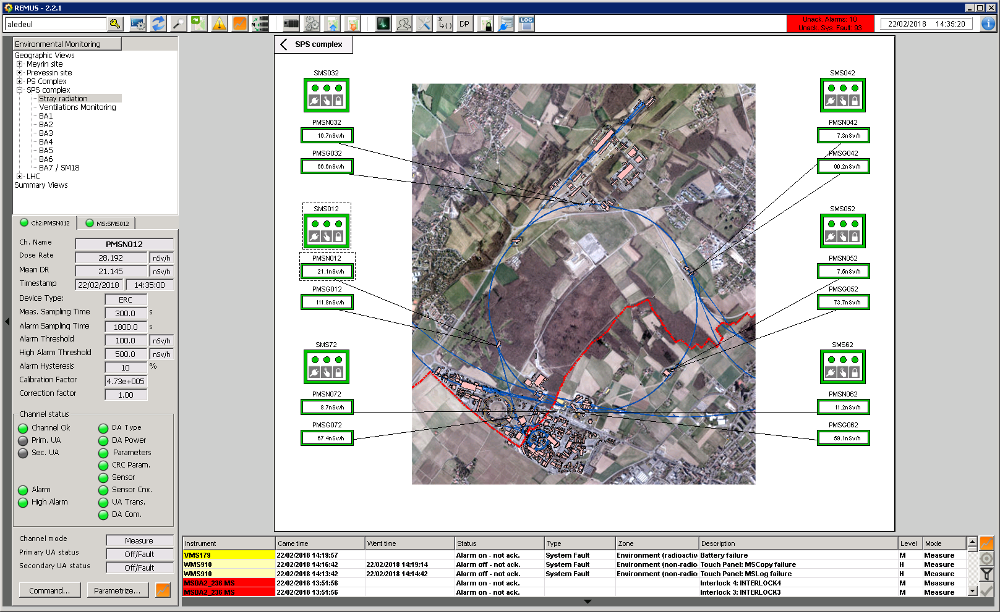 REMUS - 2.2.1
aledeul
M
X
↳()
DP
LOG
Unack. Alarms: 10
Unack. Sys. Fault: 93
22/02/2018 14:35:20
Environmental Monitoring
Geographic Views
Meyrin site
Prevessin site
PS Complex
SPS complex
Stray radiation
Ventilations Monitoring
BA1
BA2
BA3
BA4
BA5
BA6
BA7 / SM18
LHC
Summary Views
Ch2:PMSN012 MS:SMS012
Ch. Name PMSN012
Dose Rate 28.192 nSv/h
Mean DR 21.145 nSv/h
Timestamp 22/02/2018 14:35:00
Device Type: ERC
Meas. Sampling Time 300.0 s
Alarm Sampling Time 1800.0 s
Alarm Threshold 100.0 nSv/h
High Alarm Threshold 500.0 nSv/h
Alarm Hysteresis 10 %
Calibration Factor 4.73e+005
Correction factor 1.00
Channel status
Channel Ok DA Type
Prim. UA DA Power
Sec. UA Parameters
CRC Param.
Sensor
Alarm Sensor Cnx.
High Alarm UA Trans.
DA Com.
Channel mode Measure
Primary UA status Off/Fault
Secondary UA status Off/Fault
Command... Parametrize...
SPS complex
SMS032
PMSN032
16.7nSv/h
PMSG032
66.6nSv/h
SMS012
PMSN012
21.1nSv/h
PMSG012
111.8nSv/h
SMS72
PMSN072
8.7nSv/h
PMSG072
67.4nSv/h
SMS042
PMSN042
7.3nSv/h
PMSG042
90.2nSv/h
SMS052
PMSN052
7.5nSv/h
PMSG052
73.7nSv/h
SMS62
PMSN062
11.2nSv/h
PMSG062
59.1nSv/h
Instrument Came time Went time Status Type Zone Description Level Mode
VMS179 22/02/2018 14:19:57 Alarm on - not ack. System Fault Environment (radioactiv Battery failure M Measure
WMS910 22/02/2018 14:16:42 22/02/2018 14:19:14 Alarm off - not ack. System Fault Environment (non-radio Touch Panel: MSCopy failure H Measure
WMS910 22/02/2018 14:13:42 22/02/2018 14:14:42 Alarm off - not ack. System Fault Environment (non-radio Touch Panel: MSLog failure H Measure
MSDA2_236 MS 22/02/2018 13:51:56 Alarm on - not ack. Interlock 4: INTERLOCK4 M Measure
MSDA2_236 MS 22/02/2018 13:51:56 Alarm on - not ack. Interlock 3: INTERLOCK3 M Measure